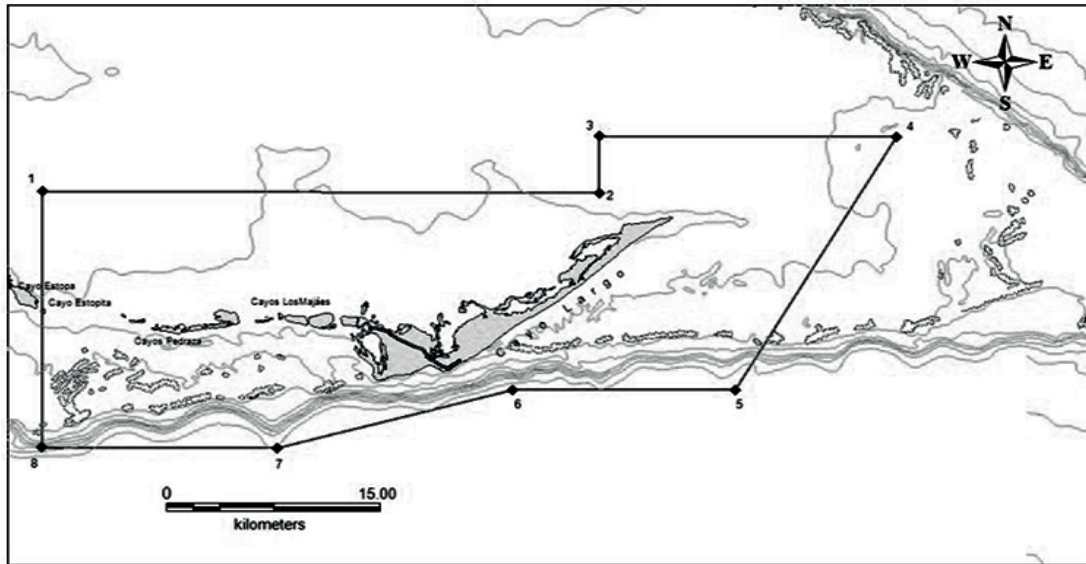 N
W E
S
3
4
1
2
Cayo Estopa
Cayo Estopita
Cayos LosMajáes
Cayos Pedraza
Cayo Largo
6
5
8
7
0 15.00
kilometers